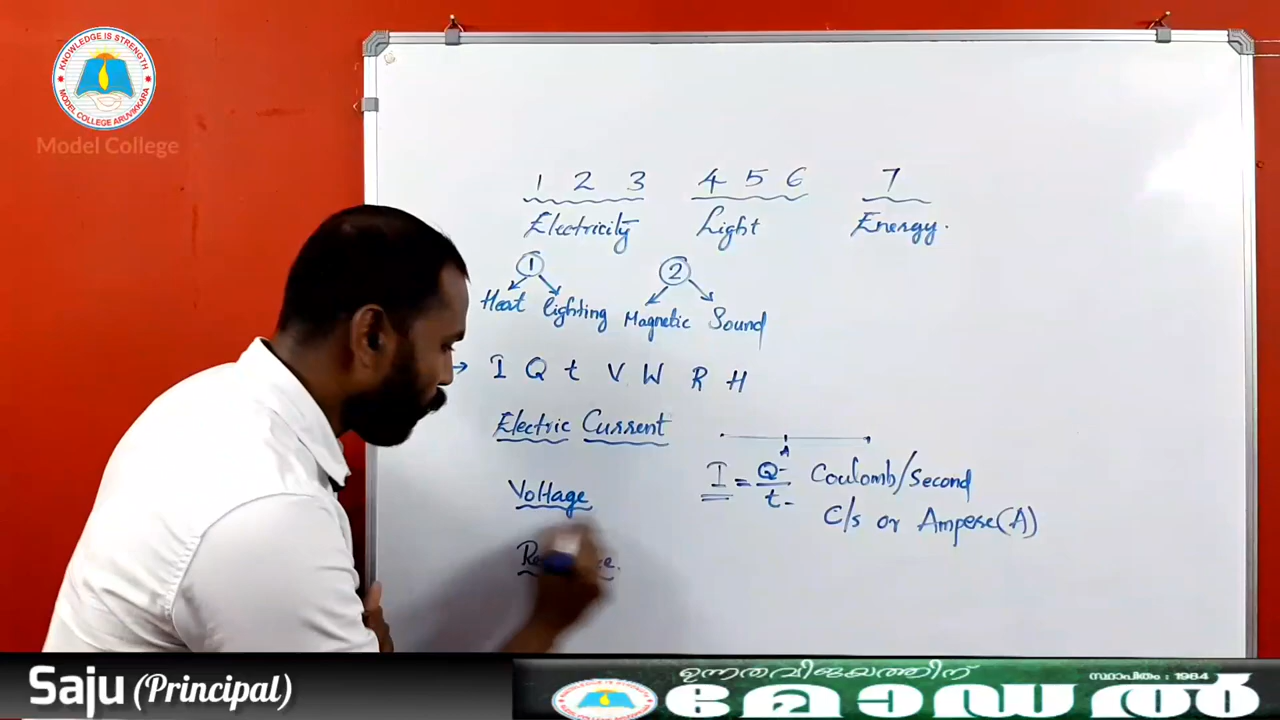 KNOWLEDGE IS STRENGTH
MODEL COLLEGE ARUVIKKARA
Model College
1 2 3 4 5 6 7
Electricity Light Energy.
1 2
Heat lighting Magnetic Sound
→ I Q t V W R H
Electric Current
A
I = Q/t Coulomb/Second
C/s or Ampere(A)
Voltage
Saju (Principal)
ഉന്നതവിജയത്തിന്
സ്ഥാപിതം : 1984
മോഡൽ